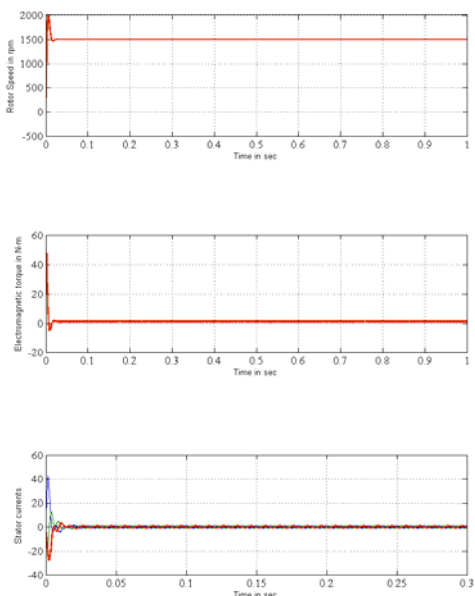 Rotor Speed in rpm
2000
1500
1000
500
0
-500
0 0.1 0.2 0.3 0.4 0.5 0.6 0.7 0.8 0.9 1
Time in sec
Electromagnetic torque in N-m
60
40
20
0
-20
0 0.1 0.2 0.3 0.4 0.5 0.6 0.7 0.8 0.9 1
Time in sec
Stator currents
60
40
20
0
-20
-40
0 0.05 0.1 0.15 0.2 0.25 0.3
Time in sec